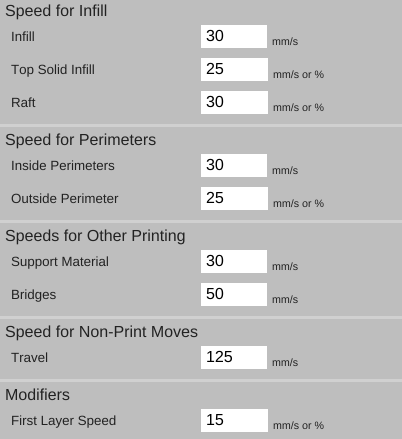 Speed for Infill
Infill 30 mm/s
Top Solid Infill 25 mm/s or %
Raft 30 mm/s or %
Speed for Perimeters
Inside Perimeters 30 mm/s
Outside Perimeter 25 mm/s or %
Speeds for Other Printing
Support Material 30 mm/s
Bridges 50 mm/s
Speed for Non-Print Moves
Travel 125 mm/s
Modifiers
First Layer Speed 15 mm/s or %